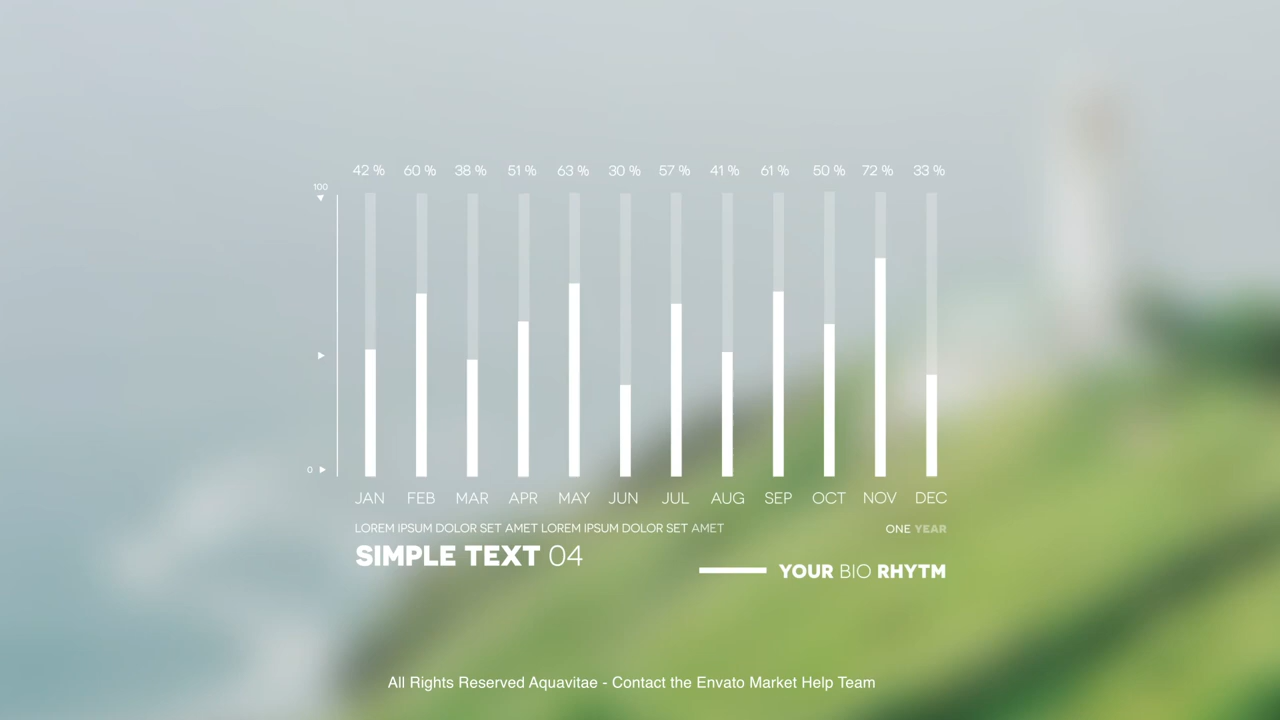 42 % 60 % 38 % 51 % 63 % 30 % 57 % 41 % 61 % 50 % 72 % 33 %
100
0
JAN FEB MAR APR MAY JUN JUL AUG SEP OCT NOV DEC
LOREM IPSUM DOLOR SET AMET LOREM IPSUM DOLOR SET AMET
ONE YEAR
SIMPLE TEXT 04
YOUR BIO RHYTM
All Rights Reserved Aquavitae - Contact the Envato Market Help Team